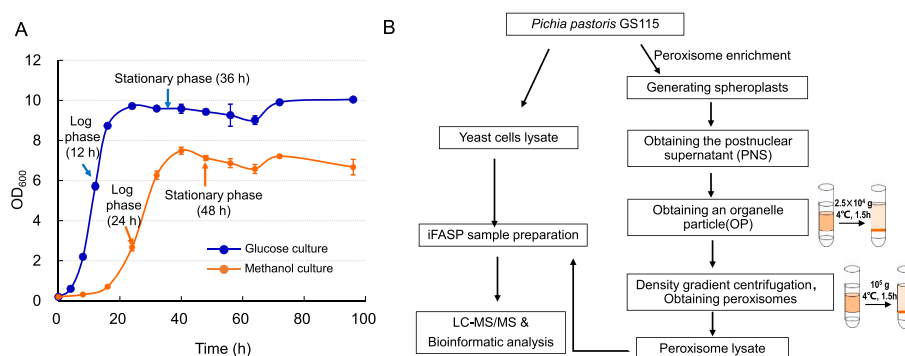 A
12
10
8
6
4
2
0
OD600
0
20
40
60
80
100
Time (h)
Stationary phase (36 h)
Log
phase
(12 h)
Log
phase
(24 h)
Stationary phase
(48 h)
Glucose culture
Methanol culture
B
Pichia pastoris GS115
Peroxisome enrichment
Generating spheroplasts
Yeast cells lysate
Obtaining the postnuclear
supernatant (PNS)
Obtaining an organelle
particle(OP)
2.5×10⁴ g
4℃, 1.5h
iFASP sample preparation
Density gradient centrifugation,
Obtaining peroxisomes
10⁵ g
4℃, 1.5h
LC-MS/MS &
Bioinformatic analysis
Peroxisome lysate